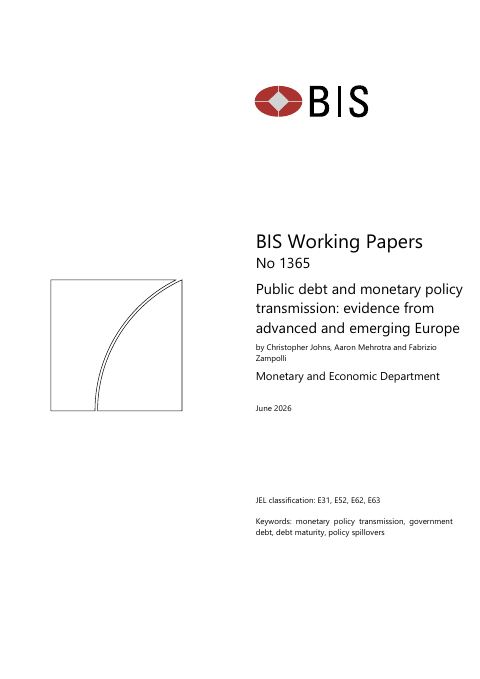 BIS
BIS Working Papers
No 1365
Public debt and monetary policy
transmission: evidence from
advanced and emerging Europe
by Christopher Johns, Aaron Mehrotra and Fabrizio
Zampolli
Monetary and Economic Department
June 2026
JEL classification: E31, E52, E62, E63
Keywords: monetary policy transmission, government
debt, debt maturity, policy spillovers